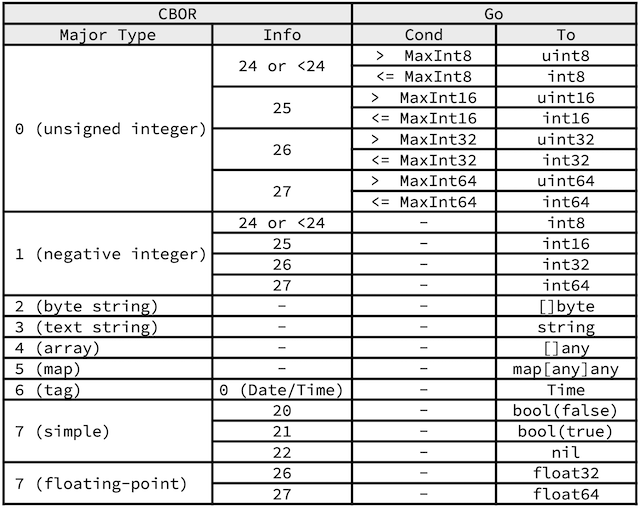 CBOR Go
Major Type Info Cond To
0 (unsigned integer) 24 or <24 > MaxInt8 uint8
<= MaxInt8 int8
25 > MaxInt16 uint16
<= MaxInt16 int16
26 > MaxInt32 uint32
<= MaxInt32 int32
27 > MaxInt64 uint64
<= MaxInt64 int64
1 (negative integer) 24 or <24 - int8
25 - int16
26 - int32
27 - int64
2 (byte string) - - []byte
3 (text string) - - string
4 (array) - - []any
5 (map) - - map[any]any
6 (tag) 0 (Date/Time) - Time
7 (simple) 20 - bool(false)
21 - bool(true)
22 - nil
7 (floating-point) 26 - float32
27 - float64